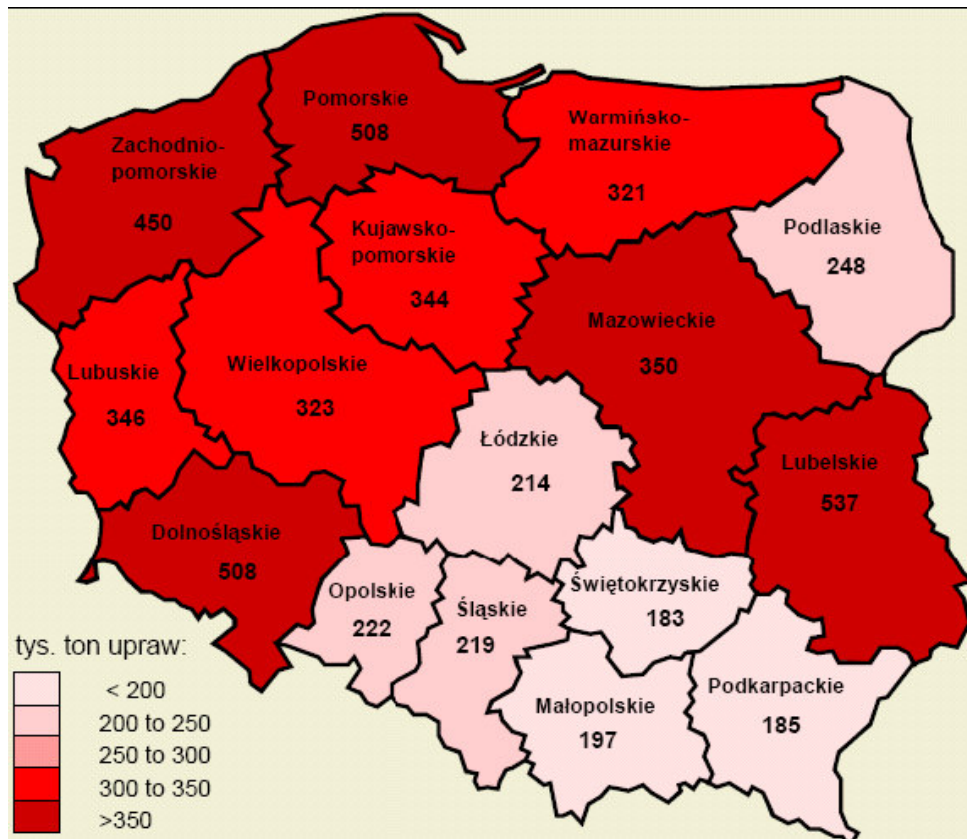 Pomorskie
508
Zachodnio-
pomorskie
450
Warmińsko-
mazurskie
321
Podlaskie
248
Kujawsko-
pomorskie
344
Mazowieckie
350
Lubuskie
346
Wielkopolskie
323
Łódzkie
214
Lubelskie
537
Dolnośląskie
508
Opolskie
222
Śląskie
219
Świętokrzyskie
183
Małopolskie
197
Podkarpackie
185
tys. ton upraw:
< 200
200 to 250
250 to 300
300 to 350
>350